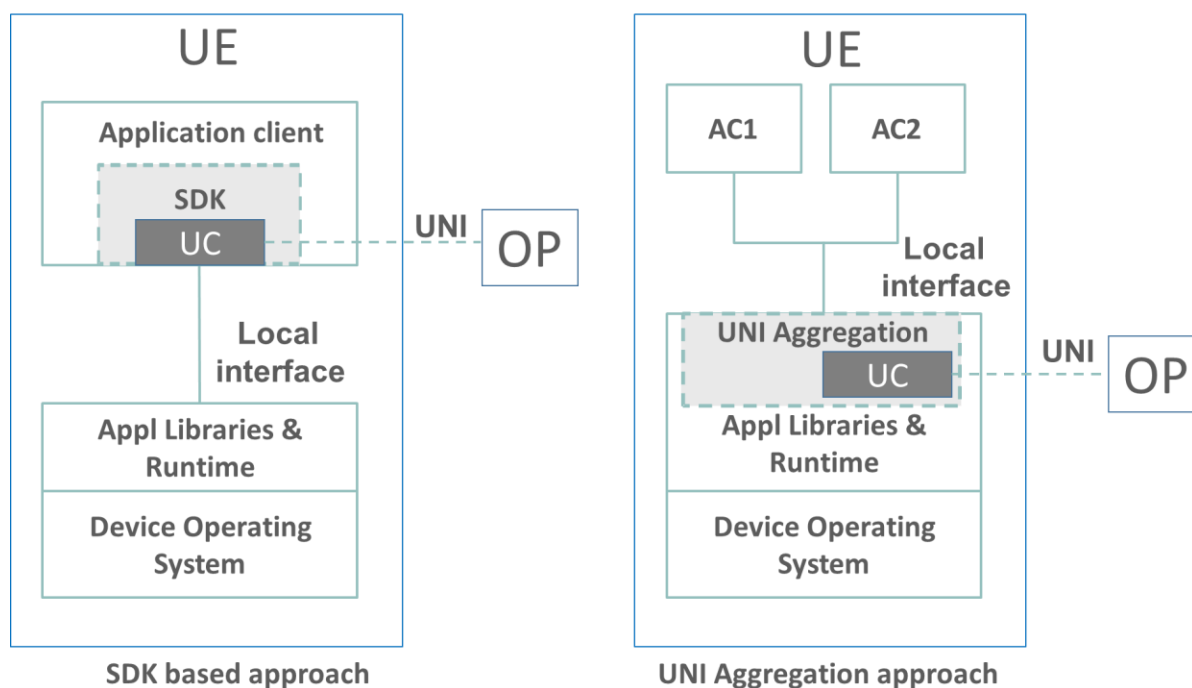 UE
Application client
SDK
UC
UNI
OP
Local
interface
Appl Libraries &
Runtime
Device Operating
System
SDK based approach
UE
AC1
AC2
Local
interface
UNI Aggregation
UC
UNI
OP
Appl Libraries &
Runtime
Device Operating
System
UNI Aggregation approach